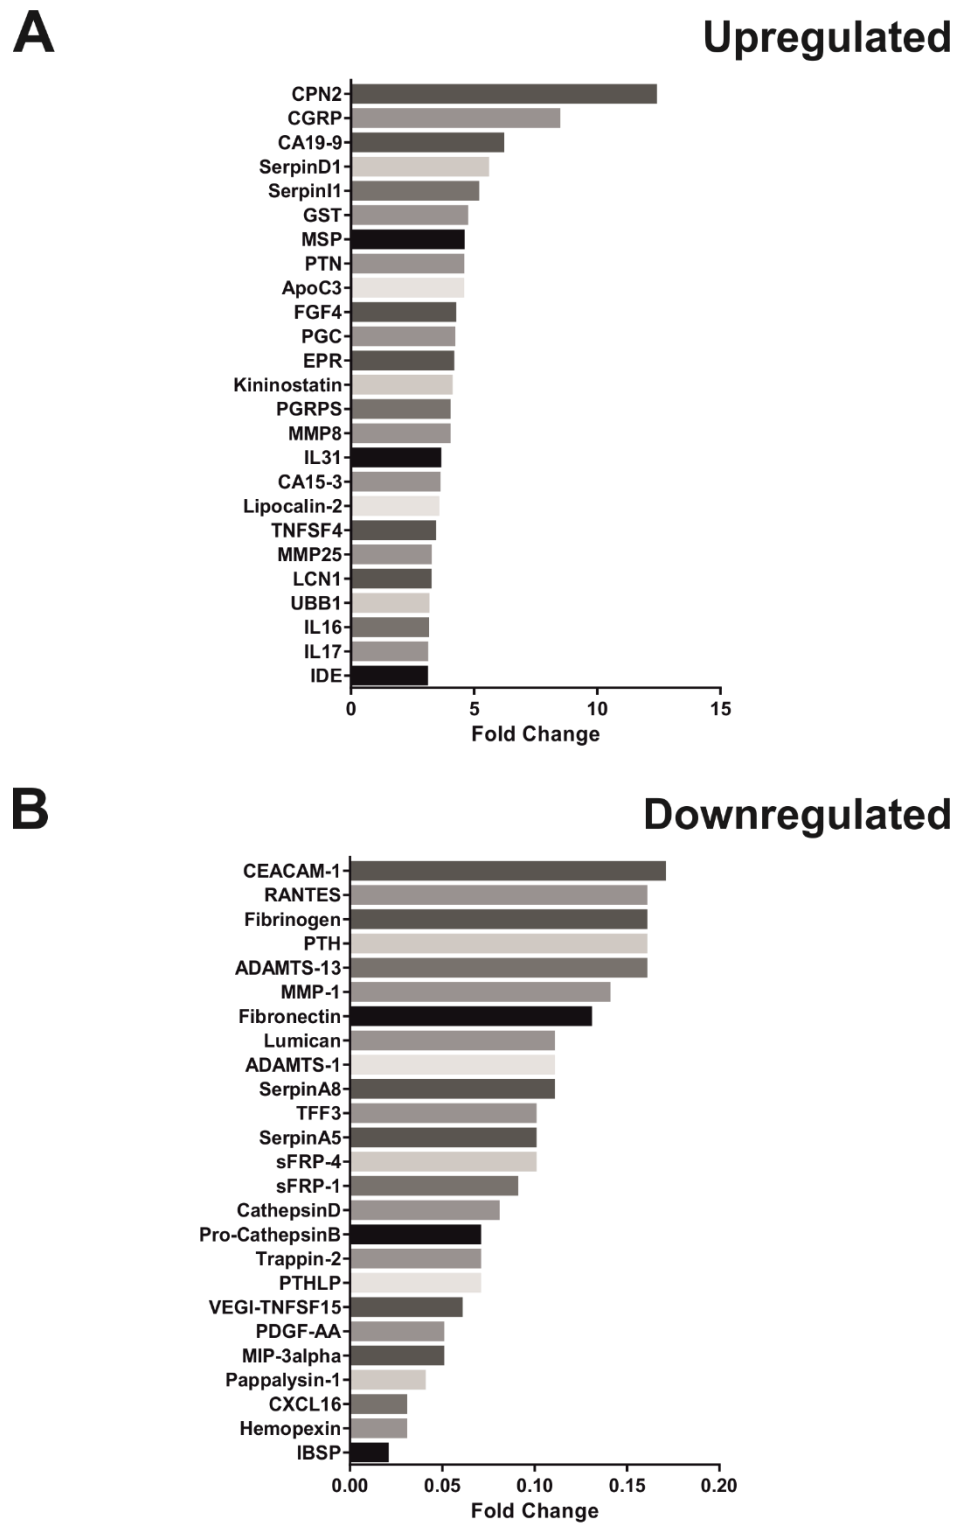 A
Upregulated
CPN2
CGRP
CA19-9
SerpinD1
SerpinI1
GST
MSP
PTN
ApoC3
FGF4
PGC
EPR
Kininostatin
PGRPS
MMP8
IL31
CA15-3
Lipocalin-2
TNFSF4
MMP25
LCN1
UBB1
IL16
IL17
IDE
0 5 10 15
Fold Change
B
Downregulated
CEACAM-1
RANTES
Fibrinogen
PTH
ADAMTS-13
MMP-1
Fibronectin
Lumican
ADAMTS-1
SerpinA8
TFF3
SerpinA5
sFRP-4
sFRP-1
CathepsinD
Pro-CathepsinB
Trappin-2
PTHLP
VEGI-TNFSF15
PDGF-AA
MIP-3alpha
Pappalysin-1
CXCL16
Hemopexin
IBSP
0.00 0.05 0.10 0.15 0.20
Fold Change